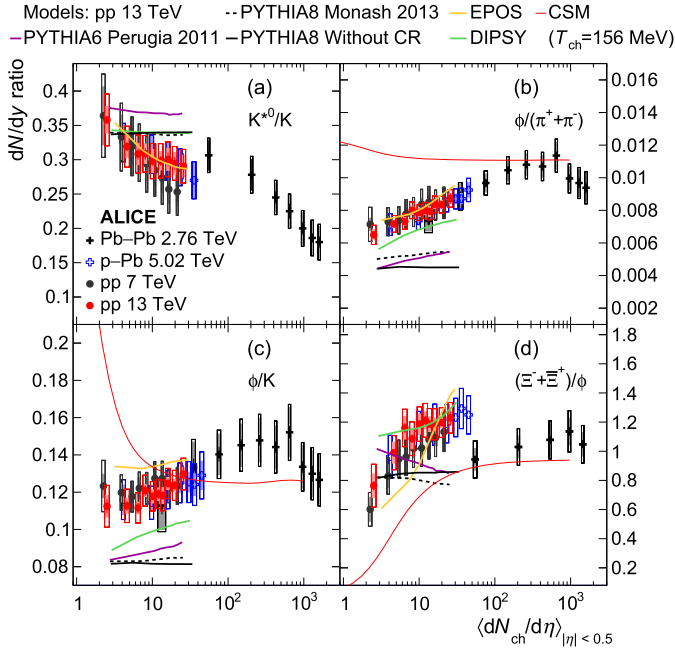 Models: pp 13 TeV PYTHIA8 Monash 2013 EPOS CSM
PYTHIA6 Perugia 2011 PYTHIA8 Without CR DIPSY (T_ch=156 MeV)
dN/dy ratio
(a)
K*⁰/K
0.4
0.35
0.3
0.25
0.2
0.15
0.1
ALICE
Pb–Pb 2.76 TeV
p–Pb 5.02 TeV
pp 7 TeV
pp 13 TeV
(b)
ϕ/(π⁺+π⁻)
0.016
0.014
0.012
0.010
0.008
0.006
0.004
0.002
(c)
ϕ/K
0.2
0.18
0.16
0.14
0.12
0.1
0.08
(d)
(Ξ⁻+Ξ̅⁺)/ϕ
1.8
1.6
1.4
1.2
1
0.8
0.6
0.4
0.2
1 10 10² 10³ 1 10 10² 10³
⟨dN_ch/dη⟩_|η| < 0.5